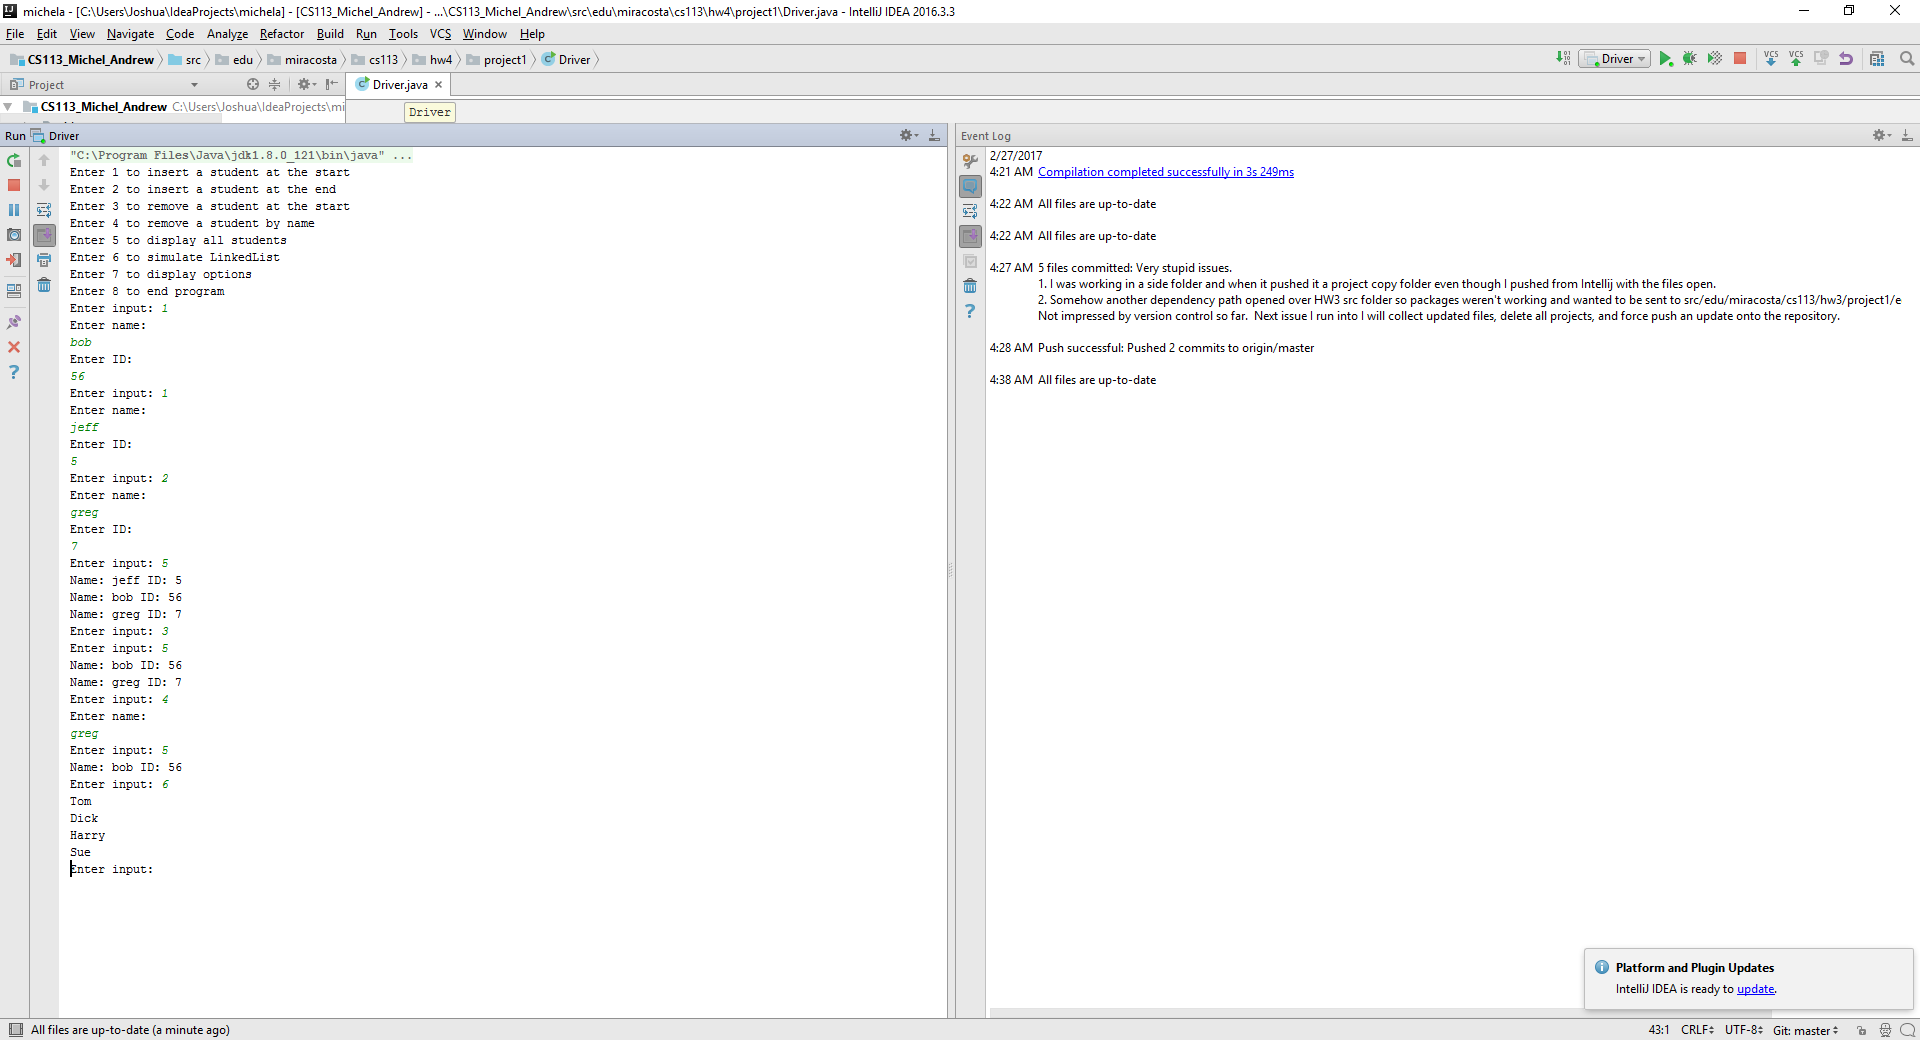 michela - [C:\Users\Joshua\IdeaProjects\michela] - [CS113_Michel_Andrew] - ...\CS113_Michel_Andrew\src\edu\miracosta\cs113\hw4\project1\Driver.java - IntelliJ IDEA 2016.3.3
File Edit View Navigate Code Analyze Refactor Build Run Tools VCS Window Help
CS113_Michel_Andrew src edu miracosta cs113 hw4 project1 Driver
Driver VCS VCS
Project
Driver.java
CS113_Michel_Andrew C:\Users\Joshua\IdeaProjects\mi
Driver
Run Driver
"C:\Program Files\Java\jdk1.8.0_121\bin\java" ...
Enter 1 to insert a student at the start
Enter 2 to insert a student at the end
Enter 3 to remove a student at the start
Enter 4 to remove a student by name
Enter 5 to display all students
Enter 6 to simulate LinkedList
Enter 7 to display options
Enter 8 to end program
Enter input: 1
Enter name:
bob
Enter ID:
56
Enter input: 1
Enter name:
jeff
Enter ID:
5
Enter input: 2
Enter name:
greg
Enter ID:
7
Enter input: 5
Name: jeff ID: 5
Name: bob ID: 56
Name: greg ID: 7
Enter input: 3
Enter input: 5
Name: bob ID: 56
Name: greg ID: 7
Enter input: 4
Enter name:
greg
Enter input: 5
Name: bob ID: 56
Enter input: 6
Tom
Dick
Harry
Sue
Enter input:
Event Log
2/27/2017
4:21 AM Compilation completed successfully in 3s 249ms
4:22 AM All files are up-to-date
4:22 AM All files are up-to-date
4:27 AM 5 files committed: Very stupid issues.
1. I was working in a side folder and when it pushed it a project copy folder even though I pushed from Intellij with the files open.
2. Somehow another dependency path opened over HW3 src folder so packages weren't working and wanted to be sent to src/edu/miracosta/cs113/hw3/project1/e
Not impressed by version control so far. Next issue I run into I will collect updated files, delete all projects, and force push an update onto the repository.
4:28 AM Push successful: Pushed 2 commits to origin/master
4:38 AM All files are up-to-date
Platform and Plugin Updates
IntelliJ IDEA is ready to update.
All files are up-to-date (a minute ago)
43:1 CRLF UTF-8 Git: master